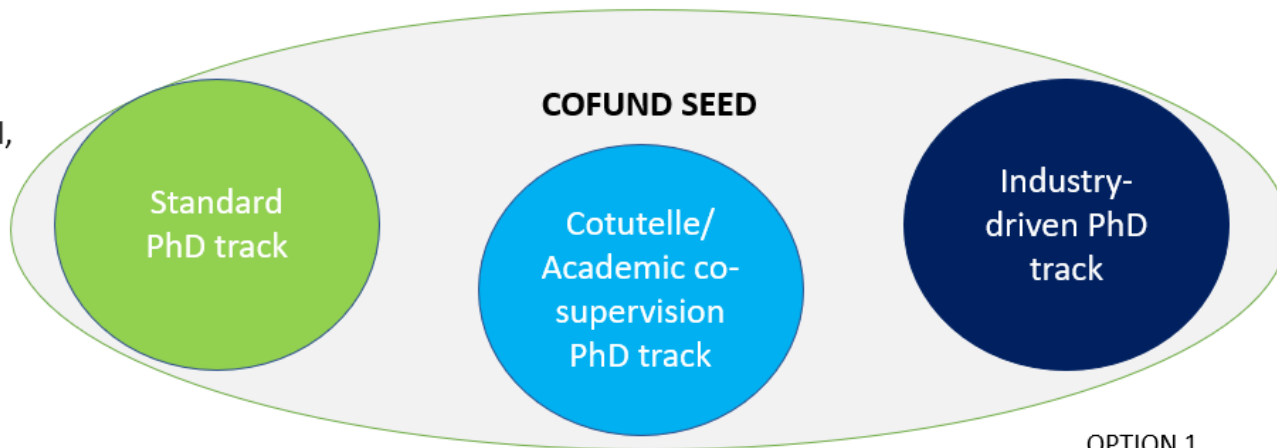 COFUND SEED
l,
Standard
PhD track
Cotutelle/
Academic co-
supervision
PhD track
Industry-
driven PhD
track
OPTION 1